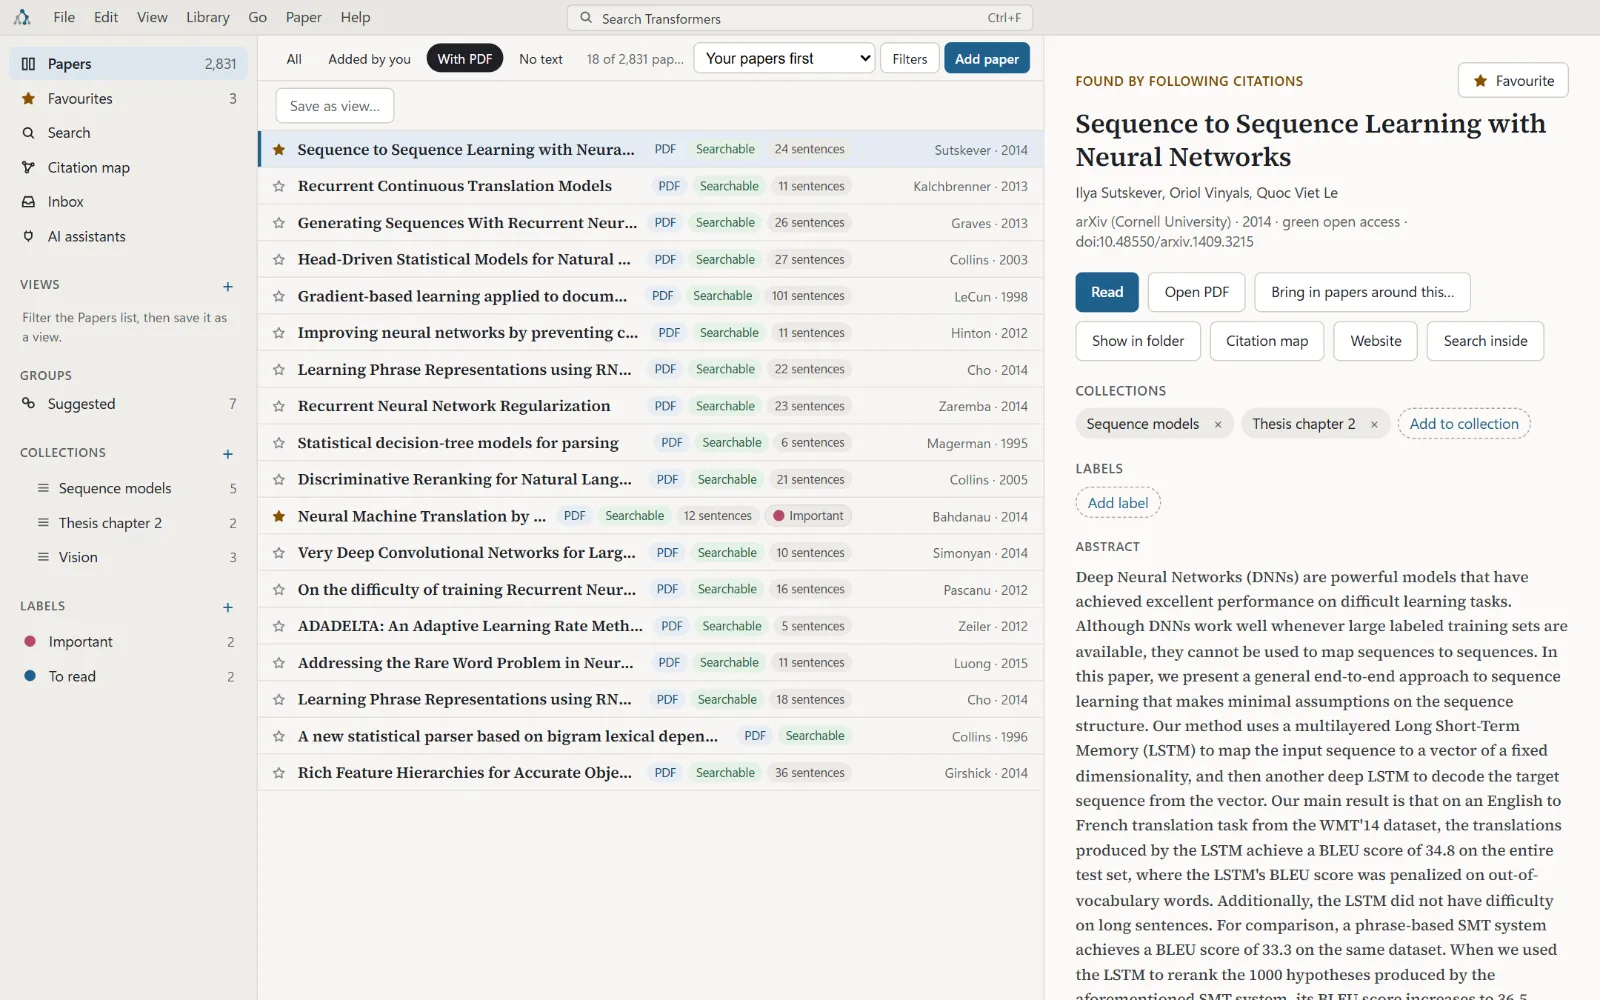 File Edit View Library Go Paper Help
Search Transformers Ctrl+F
Papers 2,831
Favourites 3
Search
Citation map
Inbox
AI assistants
VIEWS +
Filter the Papers list, then save it as
a view.
GROUPS
Suggested 7
COLLECTIONS +
Sequence models 5
Thesis chapter 2 2
Vision 3
LABELS +
Important 2
To read 2
All Added by you With PDF No text 18 of 2,831 pap... Your papers first Filters Add paper
Save as view...
Sequence to Sequence Learning with Neura... PDF Searchable 24 sentences Sutskever · 2014
Recurrent Continuous Translation Models PDF Searchable 11 sentences Kalchbrenner · 2013
Generating Sequences With Recurrent Neur... PDF Searchable 26 sentences Graves · 2013
Head-Driven Statistical Models for Natural ... PDF Searchable 27 sentences Collins · 2003
Gradient-based learning applied to docum... PDF Searchable 101 sentences LeCun · 1998
Improving neural networks by preventing c... PDF Searchable 11 sentences Hinton · 2012
Learning Phrase Representations using RN... PDF Searchable 22 sentences Cho · 2014
Recurrent Neural Network Regularization PDF Searchable 23 sentences Zaremba · 2014
Statistical decision-tree models for parsing PDF Searchable 6 sentences Magerman · 1995
Discriminative Reranking for Natural Lang... PDF Searchable 21 sentences Collins · 2005
Neural Machine Translation by ... PDF Searchable 12 sentences Important Bahdanau · 2014
Very Deep Convolutional Networks for Larg... PDF Searchable 10 sentences Simonyan · 2014
On the difficulty of training Recurrent Neur... PDF Searchable 16 sentences Pascanu · 2012
ADADELTA: An Adaptive Learning Rate Meth... PDF Searchable 5 sentences Zeiler · 2012
Addressing the Rare Word Problem in Neur... PDF Searchable 11 sentences Luong · 2015
Learning Phrase Representations using RN... PDF Searchable 18 sentences Cho · 2014
A new statistical parser based on bigram lexical depen... PDF Searchable Collins · 1996
Rich Feature Hierarchies for Accurate Obje... PDF Searchable 36 sentences Girshick · 2014
FOUND BY FOLLOWING CITATIONS Favourite
Sequence to Sequence Learning with
Neural Networks
Ilya Sutskever, Oriol Vinyals, Quoc Viet Le
arXiv (Cornell University) · 2014 · green open access ·
doi:10.48550/arxiv.1409.3215
Read Open PDF Bring in papers around this...
Show in folder Citation map Website Search inside
COLLECTIONS
Sequence models × Thesis chapter 2 × Add to collection
LABELS
Add label
ABSTRACT
Deep Neural Networks (DNNs) are powerful models that have
achieved excellent performance on difficult learning tasks.
Although DNNs work well whenever large labeled training sets are
available, they cannot be used to map sequences to sequences. In
this paper, we present a general end-to-end approach to sequence
learning that makes minimal assumptions on the sequence
structure. Our method uses a multilayered Long Short-Term
Memory (LSTM) to map the input sequence to a vector of a fixed
dimensionality, and then another deep LSTM to decode the target
sequence from the vector. Our main result is that on an English to
French translation task from the WMT'14 dataset, the translations
produced by the LSTM achieve a BLEU score of 34.8 on the entire
test set, where the LSTM's BLEU score was penalized on out-of-
vocabulary words. Additionally, the LSTM did not have difficulty
on long sentences. For comparison, a phrase-based SMT system
achieves a BLEU score of 33.3 on the same dataset. When we used
the LSTM to rerank the 1000 hypotheses produced by the
aforementioned SMT system, its BLEU score increases to 36.5